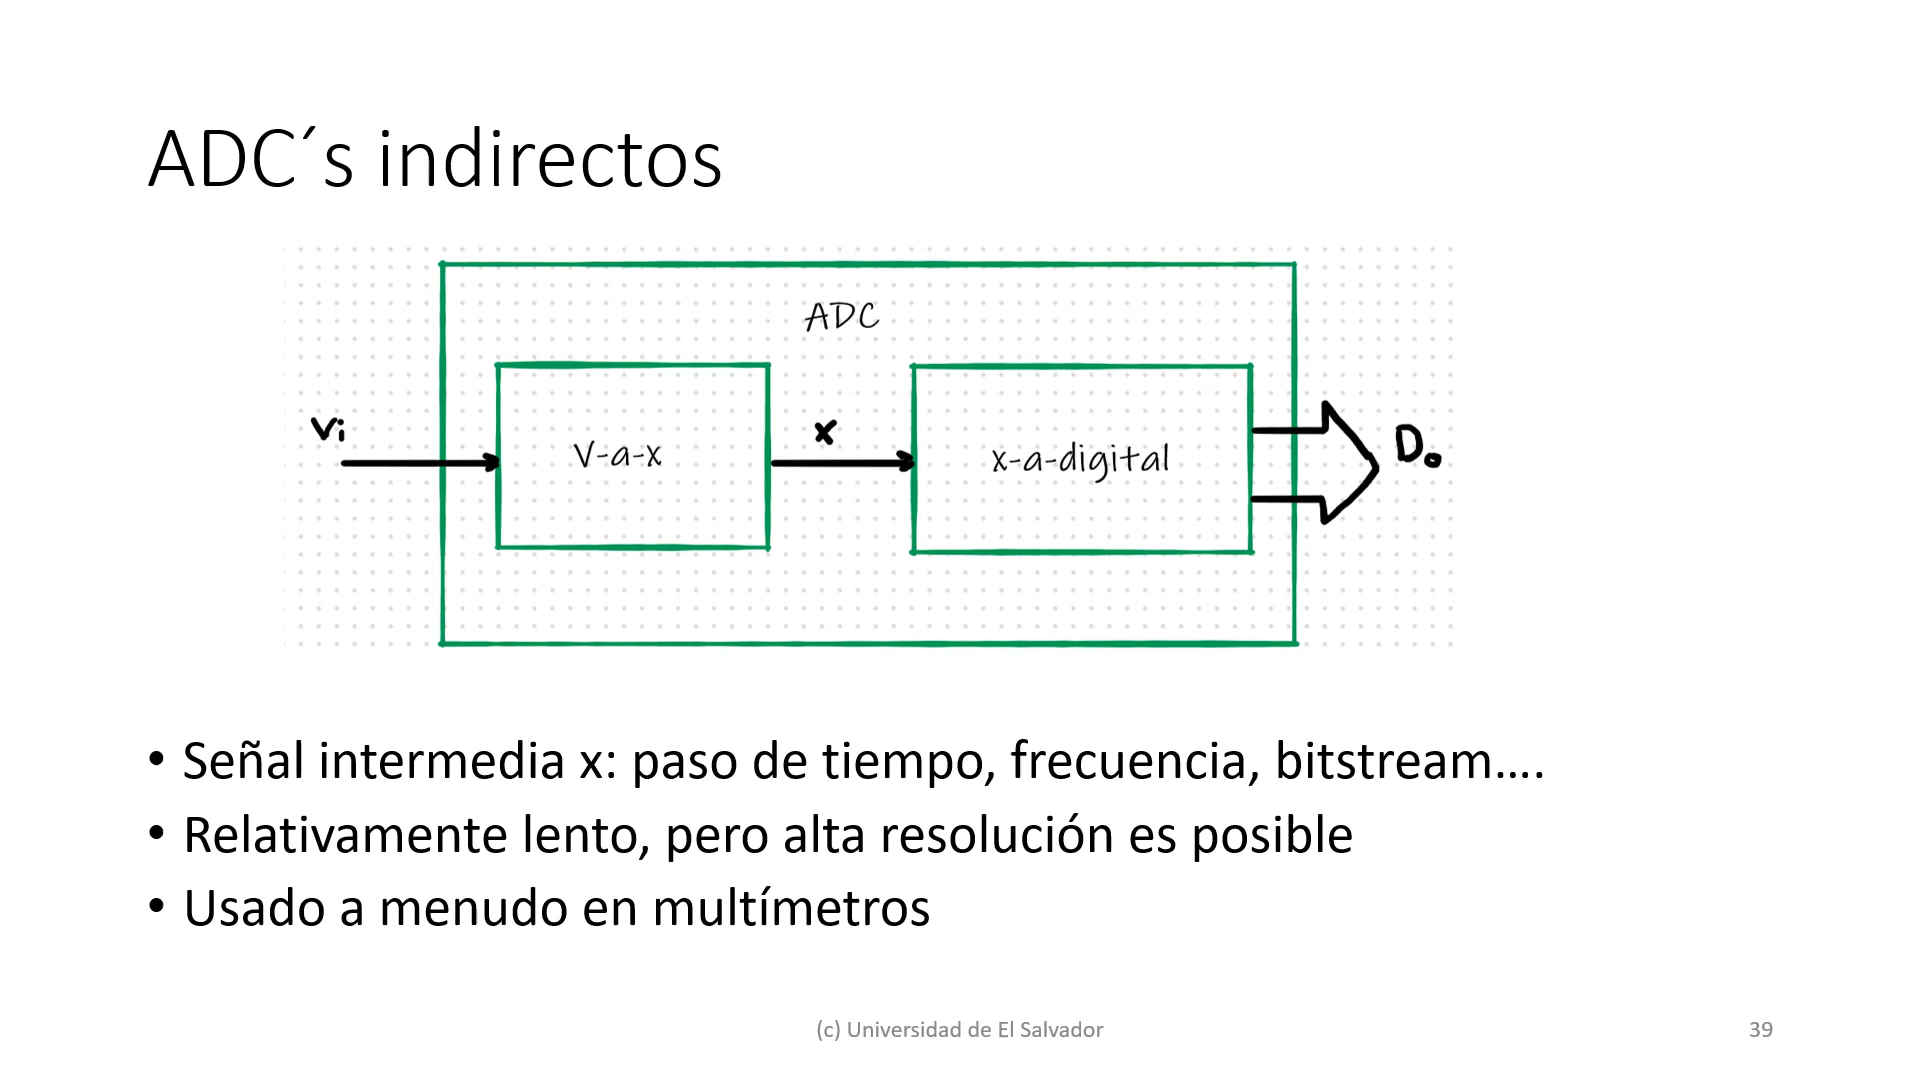 ADC´s indirectos
ADC
Vi
V-a-x
x
x-a-digital
Do
• Señal intermedia x: paso de tiempo, frecuencia, bitstream….
• Relativamente lento, pero alta resolución es posible
• Usado a menudo en multímetros
(c) Universidad de El Salvador
39